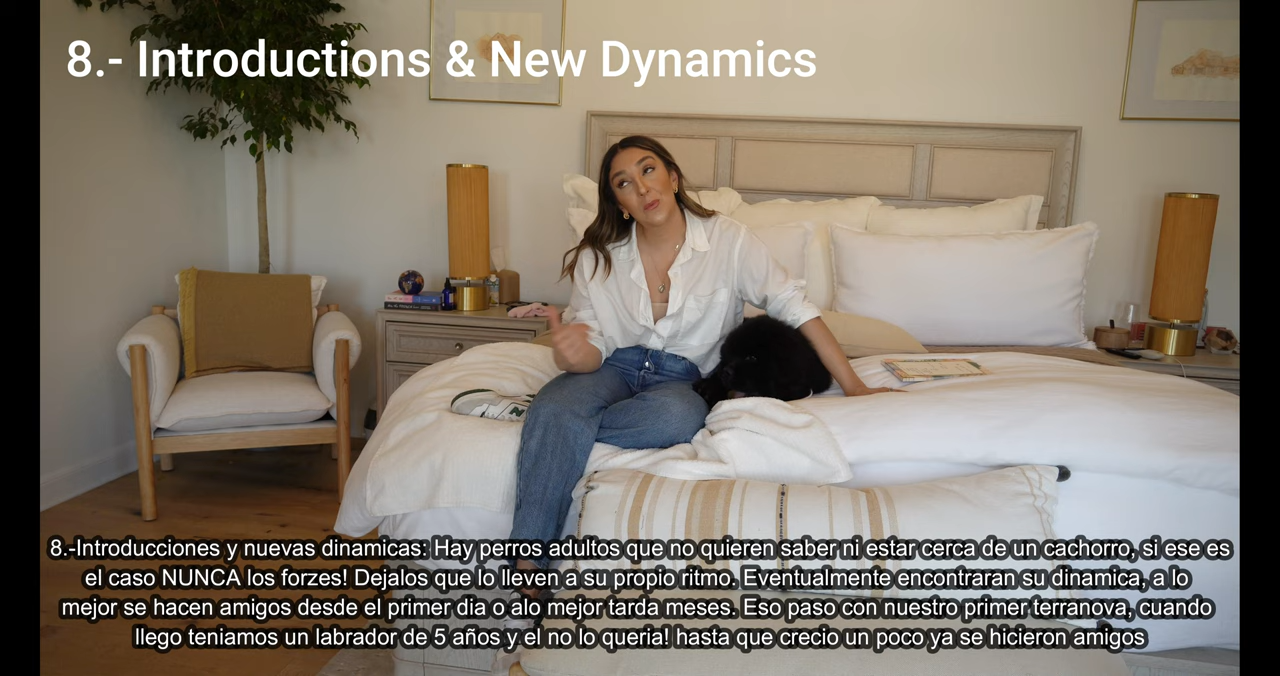 8.- Introductions & New Dynamics
8.-Introducciones y nuevas dinamicas: Hay perros adultos que no quieren saber ni estar cerca de un cachorro, si ese es
el caso NUNCA los forzes! Dejalos que lo lleven a su propio ritmo. Eventualmente encontraran su dinamica, a lo
mejor se hacen amigos desde el primer dia o alo mejor tarda meses. Eso paso con nuestro primer terranova, cuando
llego teniamos un labrador de 5 años y el no lo queria! hasta que crecio un poco ya se hicieron amigos